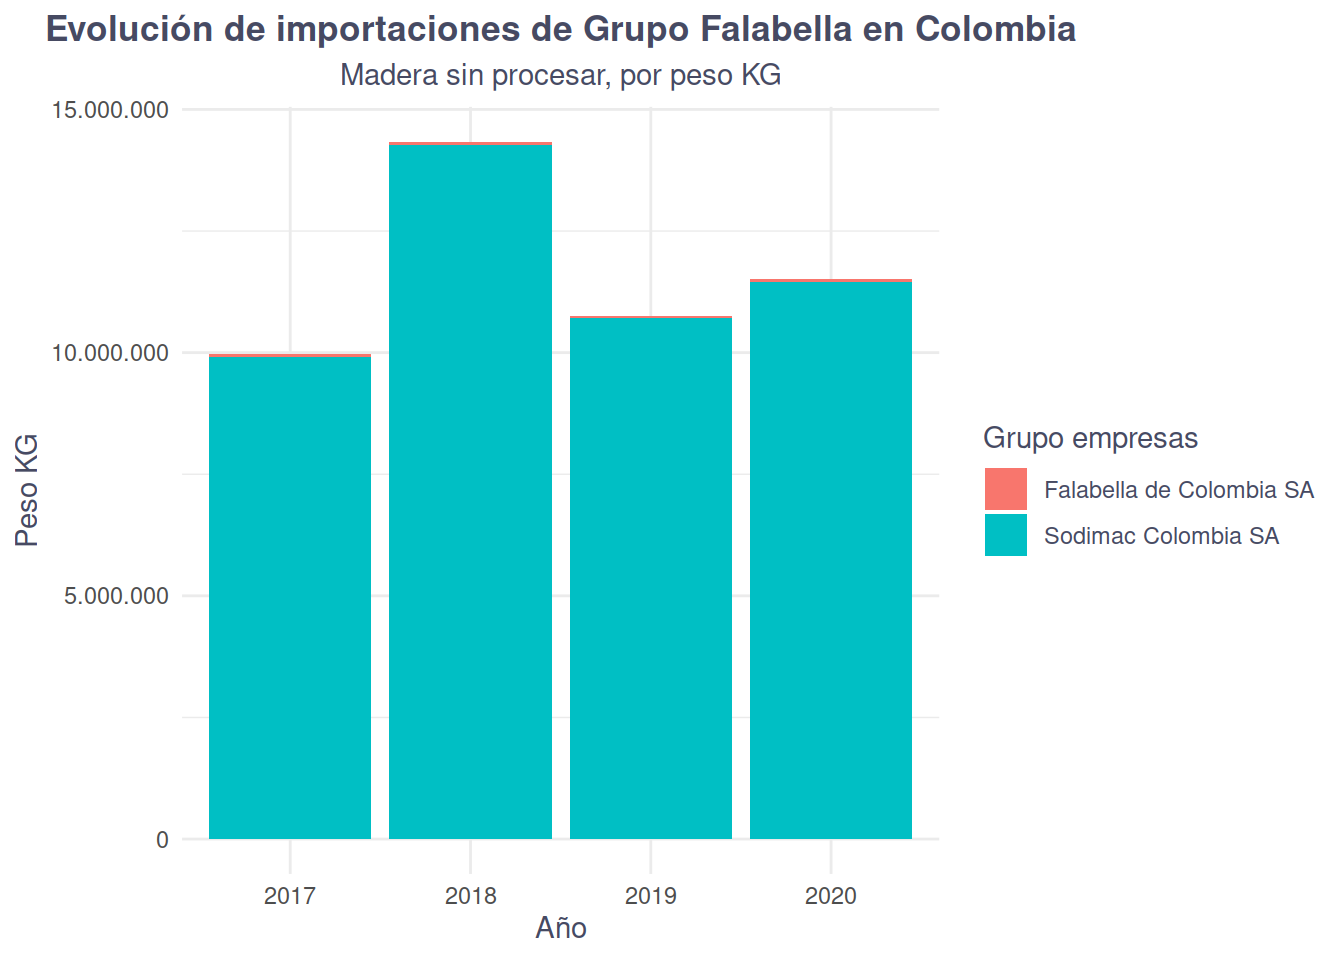 Evolución de importaciones de Grupo Falabella en Colombia
Madera sin procesar, por peso KG
15.000.000
10.000.000
5.000.000
0
Peso KG
2017
2018
2019
2020
Año
Grupo empresas
Falabella de Colombia SA
Sodimac Colombia SA